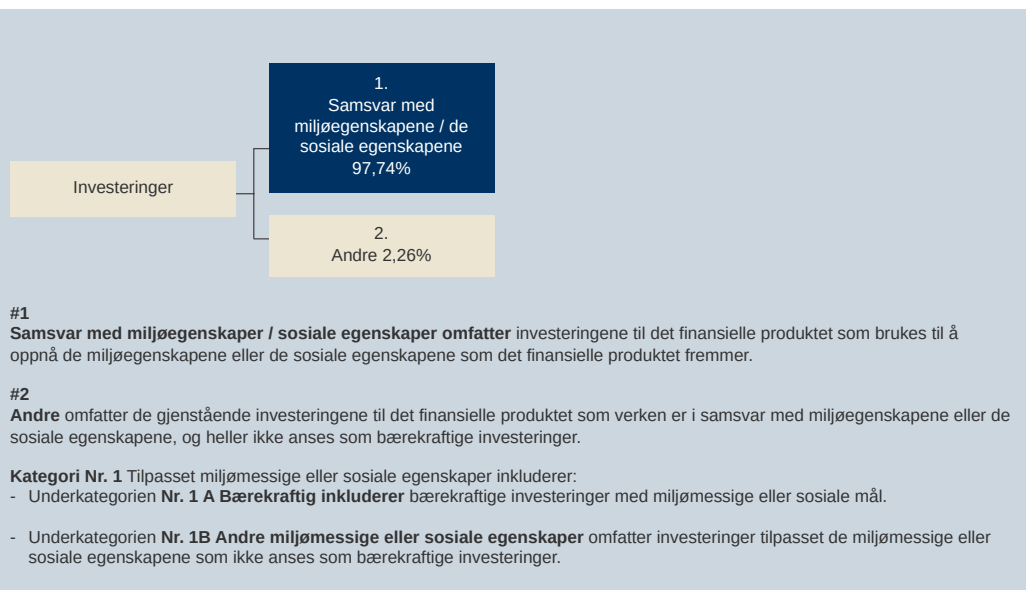 1.
Samsvar med
miljøegenskapene / de
sosiale egenskapene
97,74%
Investeringer
2.
Andre 2,26%
#1
Samsvar med miljøegenskaper / sosiale egenskaper omfatter investeringene til det finansielle produktet som brukes til å
oppnå de miljøegenskapene eller de sosiale egenskapene som det finansielle produktet fremmer.
#2
Andre omfatter de gjenstående investeringene til det finansielle produktet som verken er i samsvar med miljøegenskapene eller de
sosiale egenskapene, og heller ikke anses som bærekraftige investeringer.
Kategori Nr. 1 Tilpasset miljømessige eller sosiale egenskaper inkluderer:
- Underkategorien Nr. 1 A Bærekraftig inkluderer bærekraftige investeringer med miljømessige eller sosiale mål.
- Underkategorien Nr. 1B Andre miljømessige eller sosiale egenskaper omfatter investeringer tilpasset de miljømessige eller
sosiale egenskapene som ikke anses som bærekraftige investeringer.